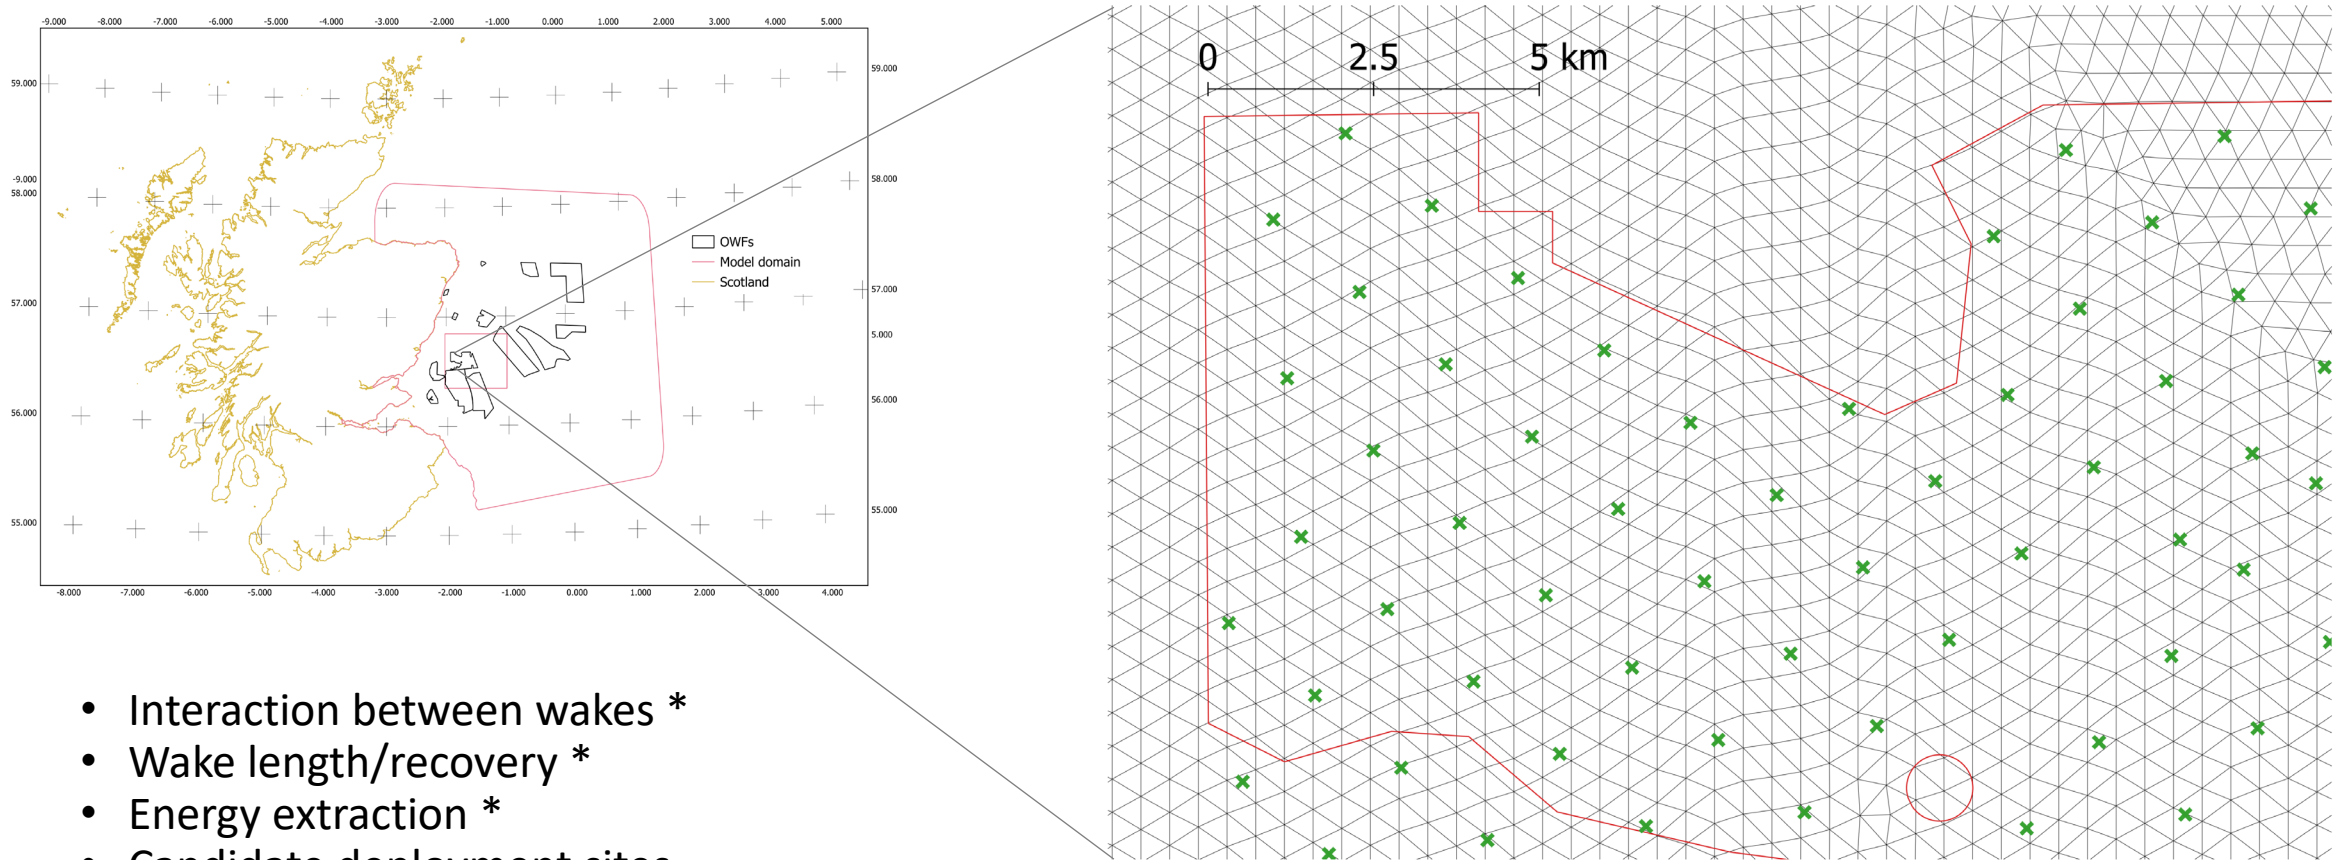 -9.000 -8.000 -7.000 -6.000 -5.000 -4.000 -3.000 -2.000 -1.000 0.000 1.000 2.000 3.000 4.000 5.000
59.000 59.000
-9.000
58.000 58.000
57.000 57.000
5.000
56.000 56.000
55.000 55.000
-8.000 -7.000 -6.000 -5.000 -4.000 -3.000 -2.000 -1.000 0.000 1.000 2.000 3.000 4.000
OWFs
Model domain
Scotland
0 2.5 5 km
• Interaction between wakes *
• Wake length/recovery *
• Energy extraction *
• Candidate deployment sites